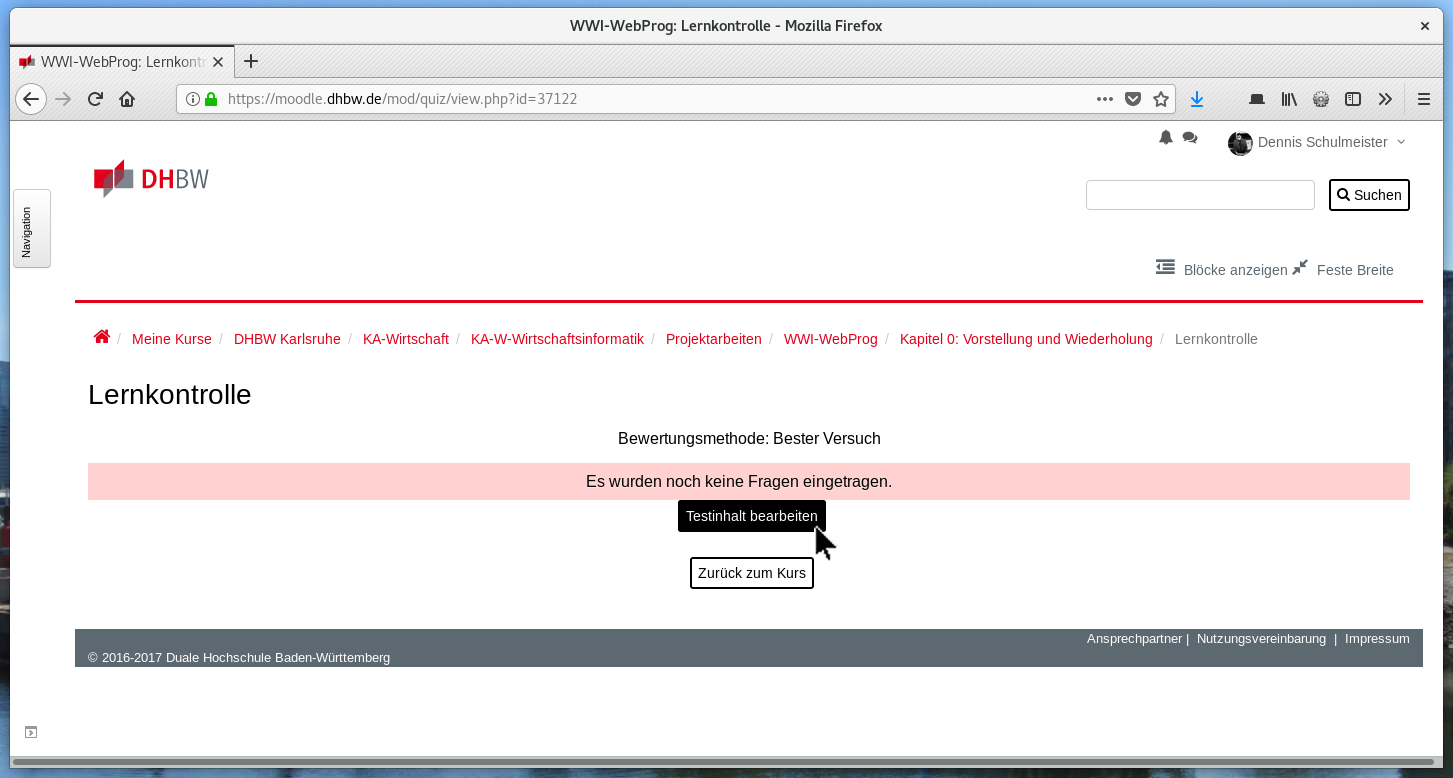 WWI-WebProg: Lernkontrolle - Mozilla Firefox
WWI-WebProg: Lernkont
https://moodle.dhbw.de/mod/quiz/view.php?id=37122
Dennis Schulmeister
DHBW
Suchen
Navigation
Blöcke anzeigen Feste Breite
/ Meine Kurse / DHBW Karlsruhe / KA-Wirtschaft / KA-W-Wirtschaftsinformatik / Projektarbeiten / WWI-WebProg / Kapitel 0: Vorstellung und Wiederholung / Lernkontrolle
Lernkontrolle
Bewertungsmethode: Bester Versuch
Es wurden noch keine Fragen eingetragen.
Testinhalt bearbeiten
Zurück zum Kurs
Ansprechpartner | Nutzungsvereinbarung | Impressum
© 2016-2017 Duale Hochschule Baden-Württemberg